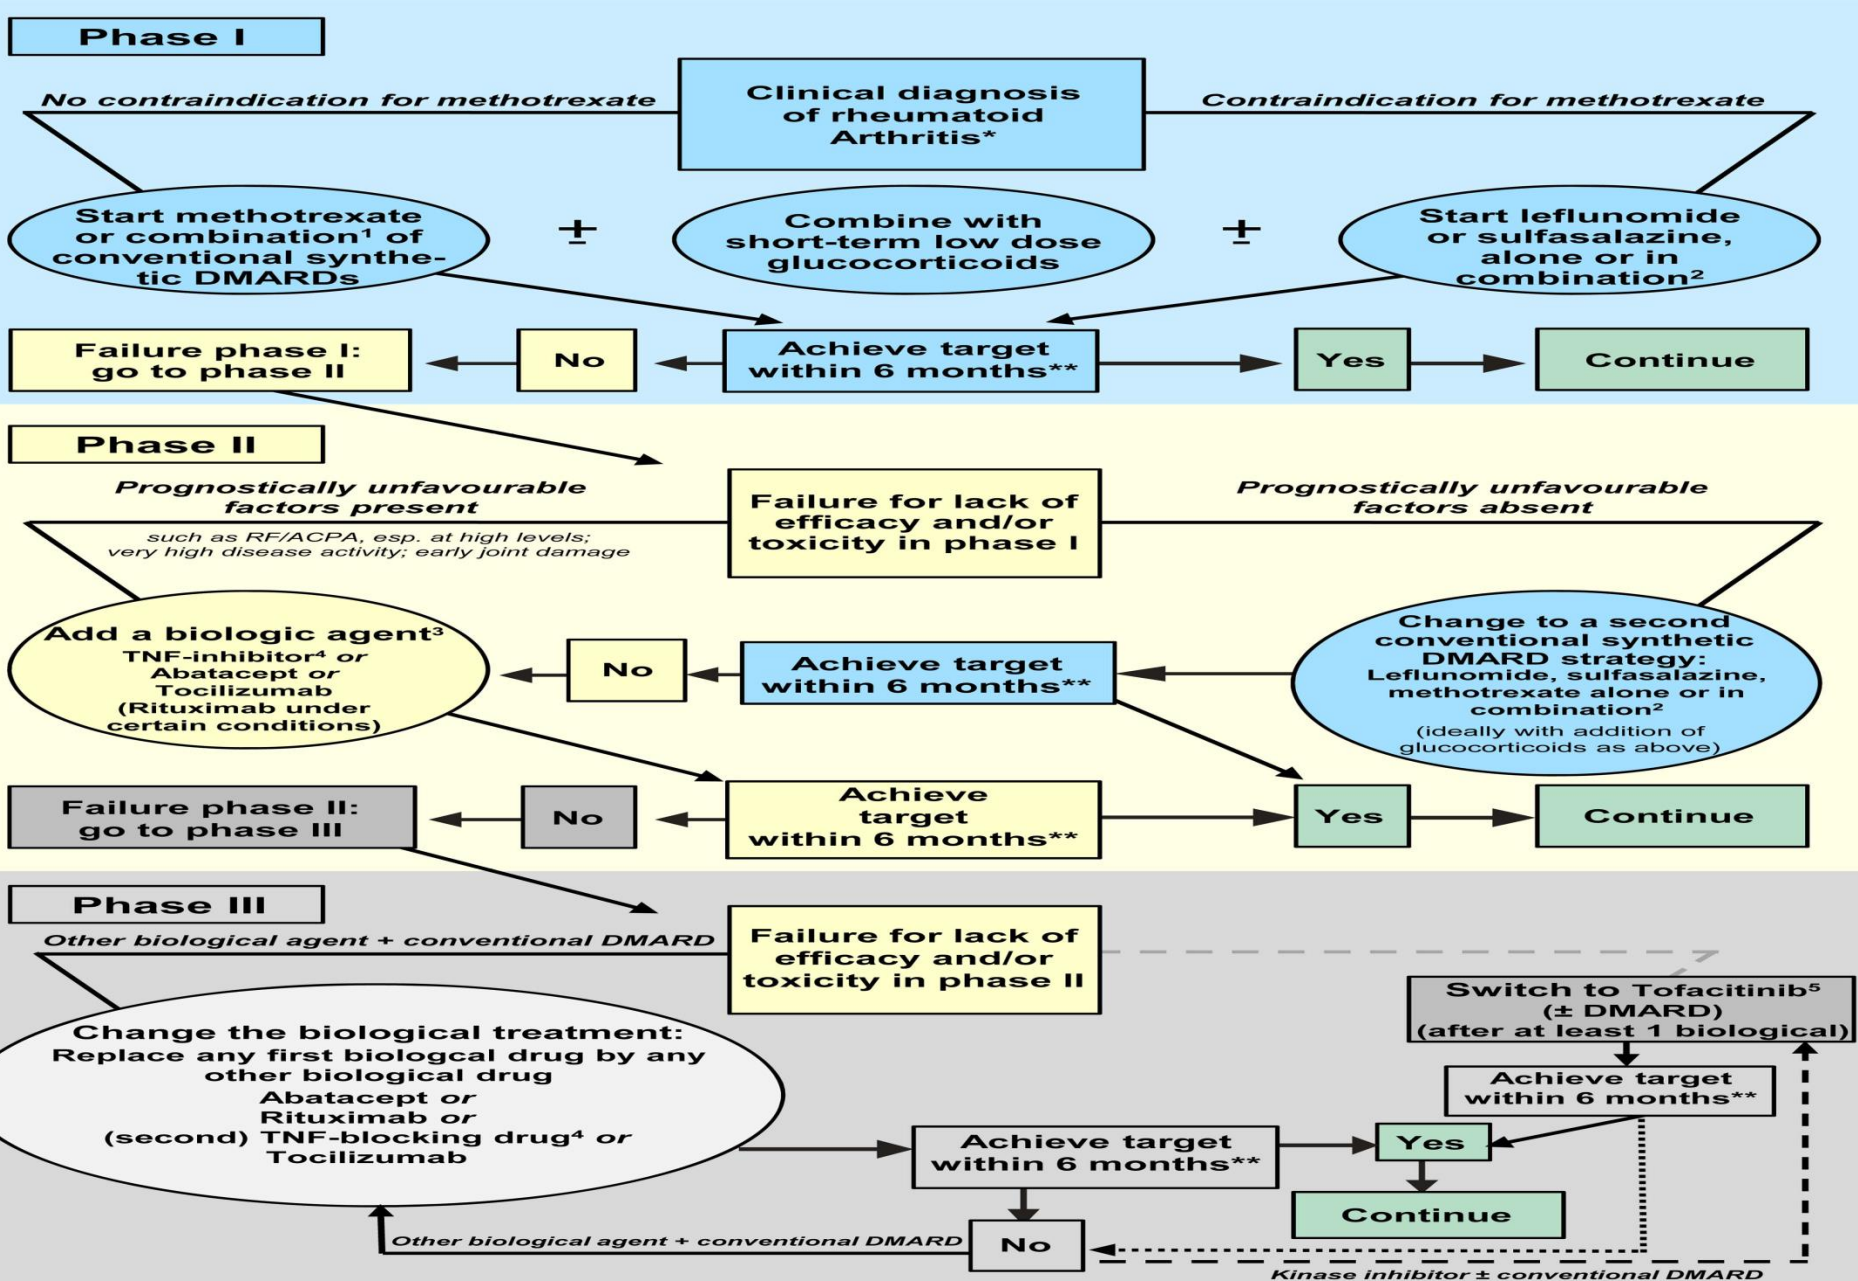 Phase I
No contraindication for methotrexate
Clinical diagnosis
of rheumatoid
Arthritis*
Contraindication for methotrexate
Start methotrexate
or combination¹ of
conventional synthe-
tic DMARDs
±
Combine with
short-term low dose
glucocorticoids
±
Start leflunomide
or sulfasalazine,
alone or in
combination²
Failure phase I:
go to phase II
No
Achieve target
within 6 months**
Yes
Continue
Phase II
Prognostically unfavourable
factors present
such as RF/ACPA, esp. at high levels;
very high disease activity; early joint damage
Failure for lack of
efficacy and/or
toxicity in phase I
Prognostically unfavourable
factors absent
Add a biologic agent³
TNF-inhibitor⁴ or
Abatacept or
Tocilizumab
(Rituximab under
certain conditions)
No
Achieve target
within 6 months**
Change to a second
conventional synthetic
DMARD strategy:
Leflunomide, sulfasalazine,
methotrexate alone or in
combination²
(ideally with addition of
glucocorticoids as above)
Failure phase II:
go to phase III
No
Achieve
target
within 6 months**
Yes
Continue
Phase III
Other biological agent + conventional DMARD
Failure for lack of
efficacy and/or
toxicity in phase II
Switch to Tofacitinib⁵
(± DMARD)
(after at least 1 biological)
Change the biological treatment:
Replace any first biologcal drug by any
other biological drug
Abatacept or
Rituximab or
(second) TNF-blocking drug⁴ or
Tocilizumab
Achieve target
within 6 months**
Achieve target
within 6 months**
Yes
Continue
No
Other biological agent + conventional DMARD
Kinase inhibitor ± conventional DMARD